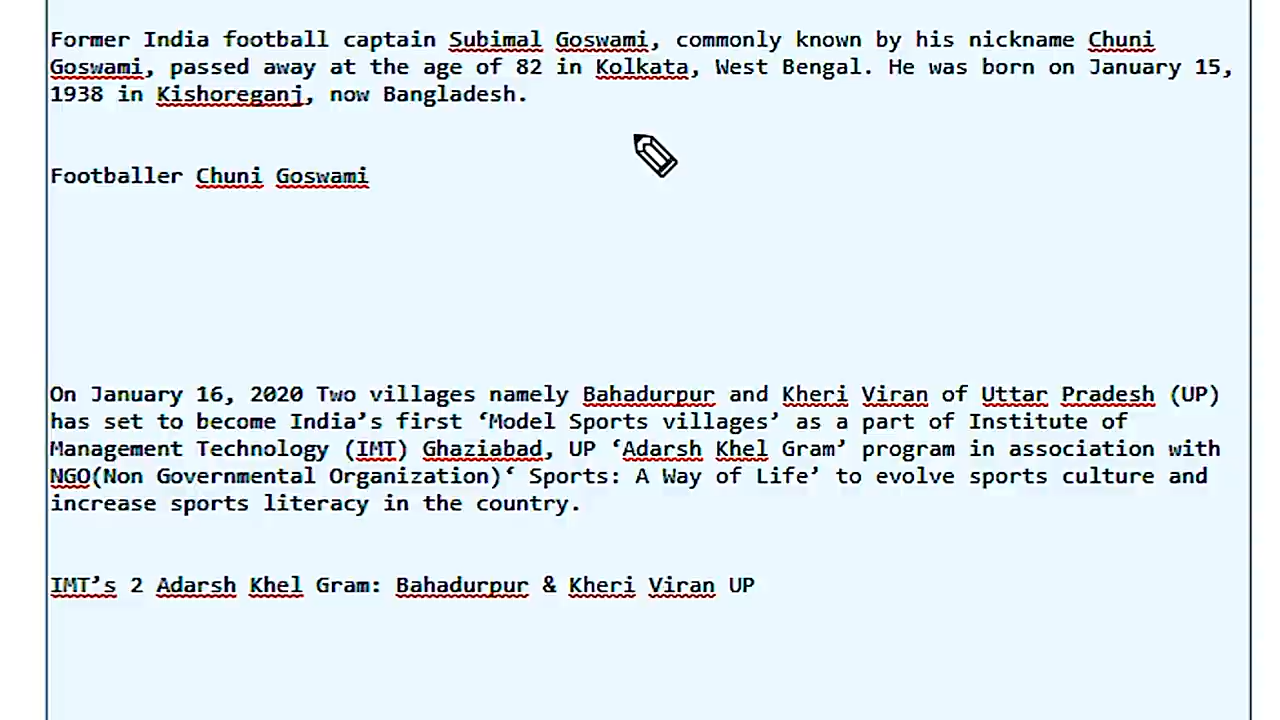 Former India football captain Subimal Goswami, commonly known by his nickname Chuni
Goswami, passed away at the age of 82 in Kolkata, West Bengal. He was born on January 15,
1938 in Kishoreganj, now Bangladesh.
Footballer Chuni Goswami
On January 16, 2020 Two villages namely Bahadurpur and Kheri Viran of Uttar Pradesh (UP)
has set to become India’s first ‘Model Sports villages’ as a part of Institute of
Management Technology (IMT) Ghaziabad, UP ‘Adarsh Khel Gram’ program in association with
NGO(Non Governmental Organization)‘ Sports: A Way of Life’ to evolve sports culture and
increase sports literacy in the country.
IMT’s 2 Adarsh Khel Gram: Bahadurpur & Kheri Viran UP